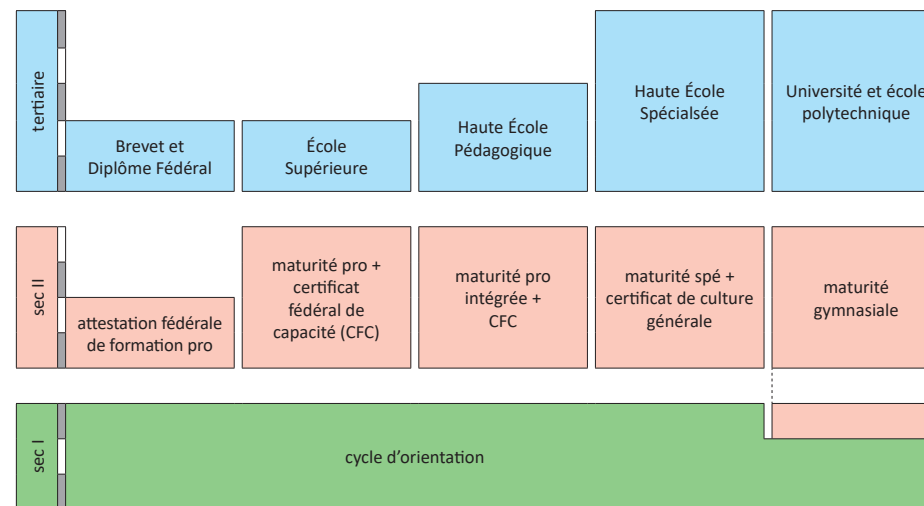 tertiaire
Brevet et
Diplôme Fédéral
École
Supérieure
Haute École
Pédagogique
Haute École
Spécialsée
Université et école
polytechnique
sec II
attestation fédérale
de formation pro
maturité pro +
certificat
fédéral de
capacité (CFC)
maturité pro
intégrée +
CFC
maturité spé +
certificat de culture
générale
maturité
gymnasiale
sec I
cycle d'orientation